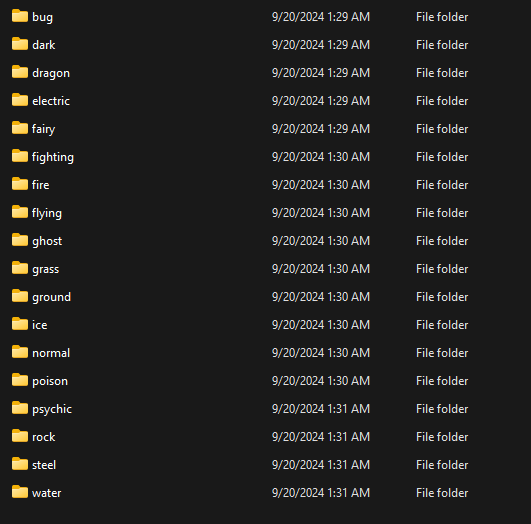 bug 9/20/2024 1:29 AM File folder
dark 9/20/2024 1:29 AM File folder
dragon 9/20/2024 1:29 AM File folder
electric 9/20/2024 1:29 AM File folder
fairy 9/20/2024 1:29 AM File folder
fighting 9/20/2024 1:30 AM File folder
fire 9/20/2024 1:30 AM File folder
flying 9/20/2024 1:30 AM File folder
ghost 9/20/2024 1:30 AM File folder
grass 9/20/2024 1:30 AM File folder
ground 9/20/2024 1:30 AM File folder
ice 9/20/2024 1:30 AM File folder
normal 9/20/2024 1:30 AM File folder
poison 9/20/2024 1:30 AM File folder
psychic 9/20/2024 1:31 AM File folder
rock 9/20/2024 1:31 AM File folder
steel 9/20/2024 1:31 AM File folder
water 9/20/2024 1:31 AM File folder